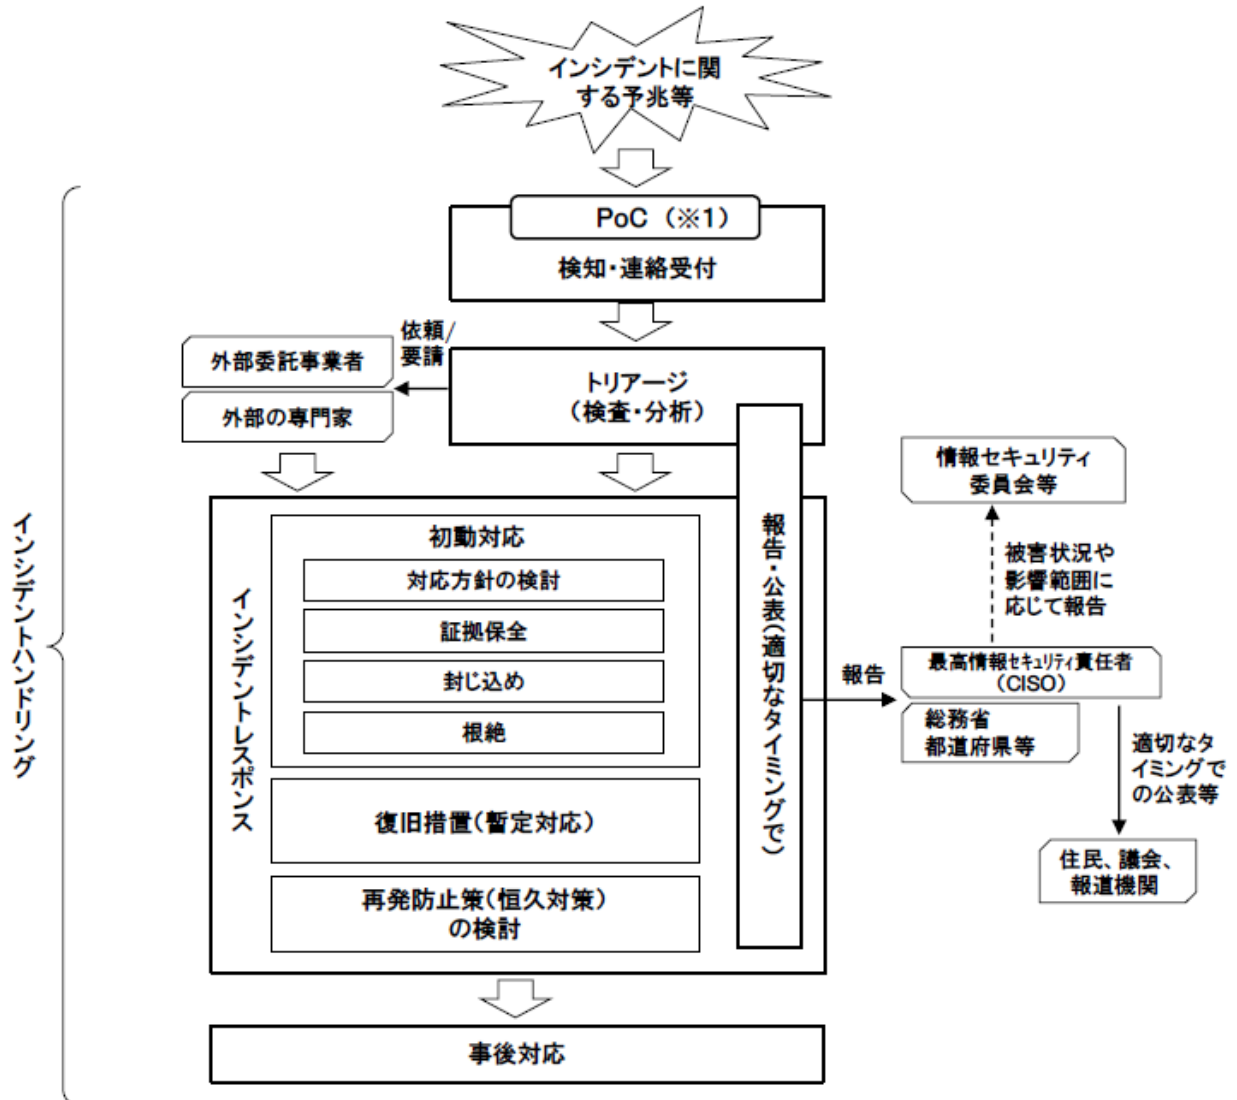 インシデントに関
する予兆等
PoC（※1）
検知・連絡受付
依頼/
要請
外部委託事業者
外部の専門家
トリアージ
（検査・分析）
情報セキュリティ
委員会等
被害状況や
影響範囲に
応じて報告
インシデントハンドリング
インシデントレスポンス
初動対応
対応方針の検討
証拠保全
封じ込め
根絶
復旧措置（暫定対応）
再発防止策（恒久対策）
の検討
報告・公表（適切なタイミングで）
報告
最高情報セキュリティ責任者
（CISO）
総務省
都道府県等
適切なタ
イミングで
の公表等
住民、議会、
報道機関
事後対応